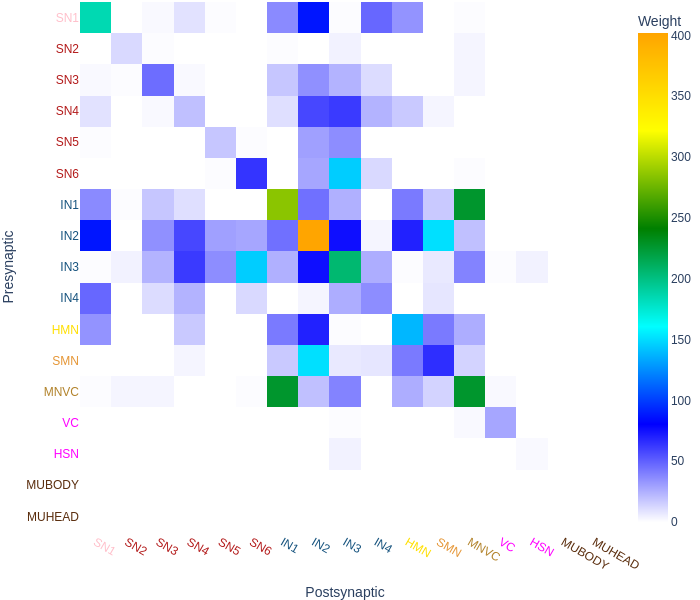 Weight
SN1
SN2
SN3
SN4
SN5
SN6
IN1
IN2
IN3
IN4
HMN
SMN
MNVC
VC
HSN
MUBODY
MUHEAD
Presynaptic
400
350
300
250
200
150
100
50
0
SN1 SN2 SN3 SN4 SN5 SN6 IN1 IN2 IN3 IN4 HMN SMN MNVC VC HSN MUBODY MUHEAD
Postsynaptic